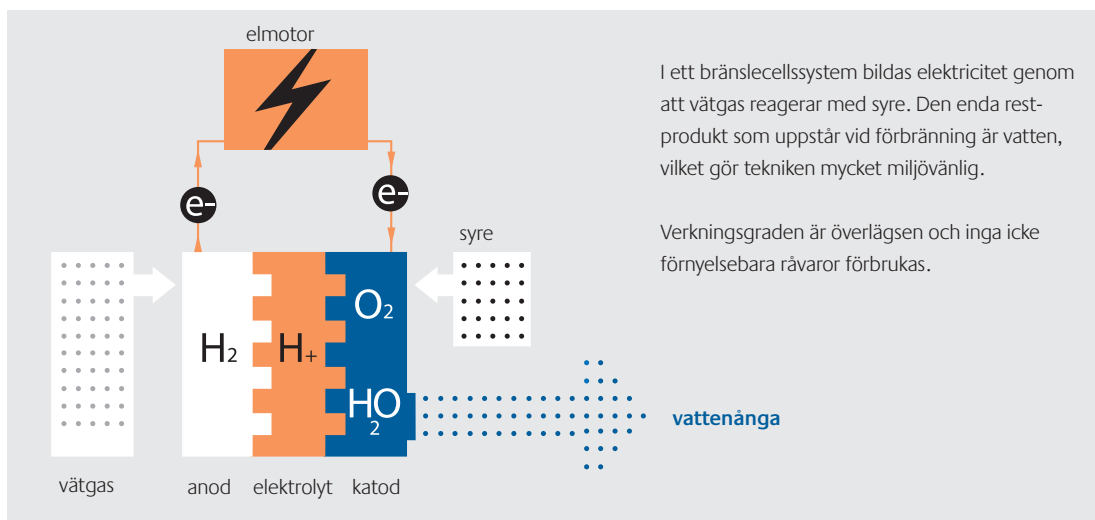 elmotor
I ett bränslecellssystem bildas elektricitet genom
att vätgas reagerar med syre. Den enda rest-
produkt som uppstår vid förbränning är vatten,
vilket gör tekniken mycket miljövänlig.
Verkningsgraden är överlägsen och inga icke
förnyelsebara råvaror förbrukas.
e-
e-
syre
H2
H+
O2
HO
2
vattenånga
vätgas
anod
elektrolyt
katod